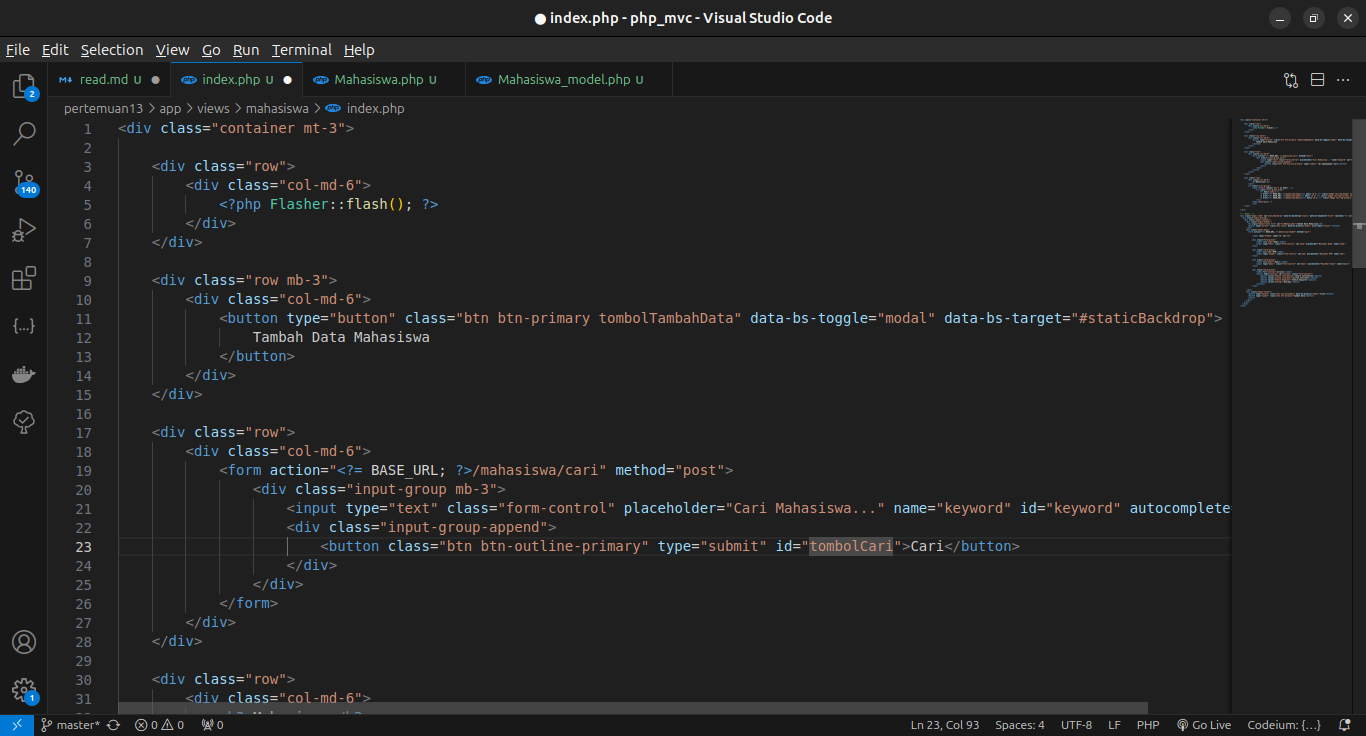 ● index.php - php_mvc - Visual Studio Code
File Edit Selection View Go Run Terminal Help
read.md U ● index.php U ● Mahasiswa.php U Mahasiswa_model.php U
pertemuan13 > app > views > mahasiswa > index.php
1 <div class="container mt-3">
2
3 <div class="row">
4 <div class="col-md-6">
5 <?php Flasher::flash(); ?>
6 </div>
7 </div>
8
9 <div class="row mb-3">
10 <div class="col-md-6">
11 <button type="button" class="btn btn-primary tombolTambahData" data-bs-toggle="modal" data-bs-target="#staticBackdrop">
12 Tambah Data Mahasiswa
13 </button>
14 </div>
15 </div>
16
17 <div class="row">
18 <div class="col-md-6">
19 <form action="<?= BASE_URL; ?>/mahasiswa/cari" method="post">
20 <div class="input-group mb-3">
21 <input type="text" class="form-control" placeholder="Cari Mahasiswa..." name="keyword" id="keyword" autocomplete
22 <div class="input-group-append">
23 <button class="btn btn-outline-primary" type="submit" id="tombolCari">Cari</button>
24 </div>
25 </div>
26 </form>
27 </div>
28 </div>
29
30 <div class="row">
31 <div class="col-md-6">
2
140
1
master* 0 0 0 Ln 23, Col 93 Spaces: 4 UTF-8 LF PHP Go Live Codeium: {...}